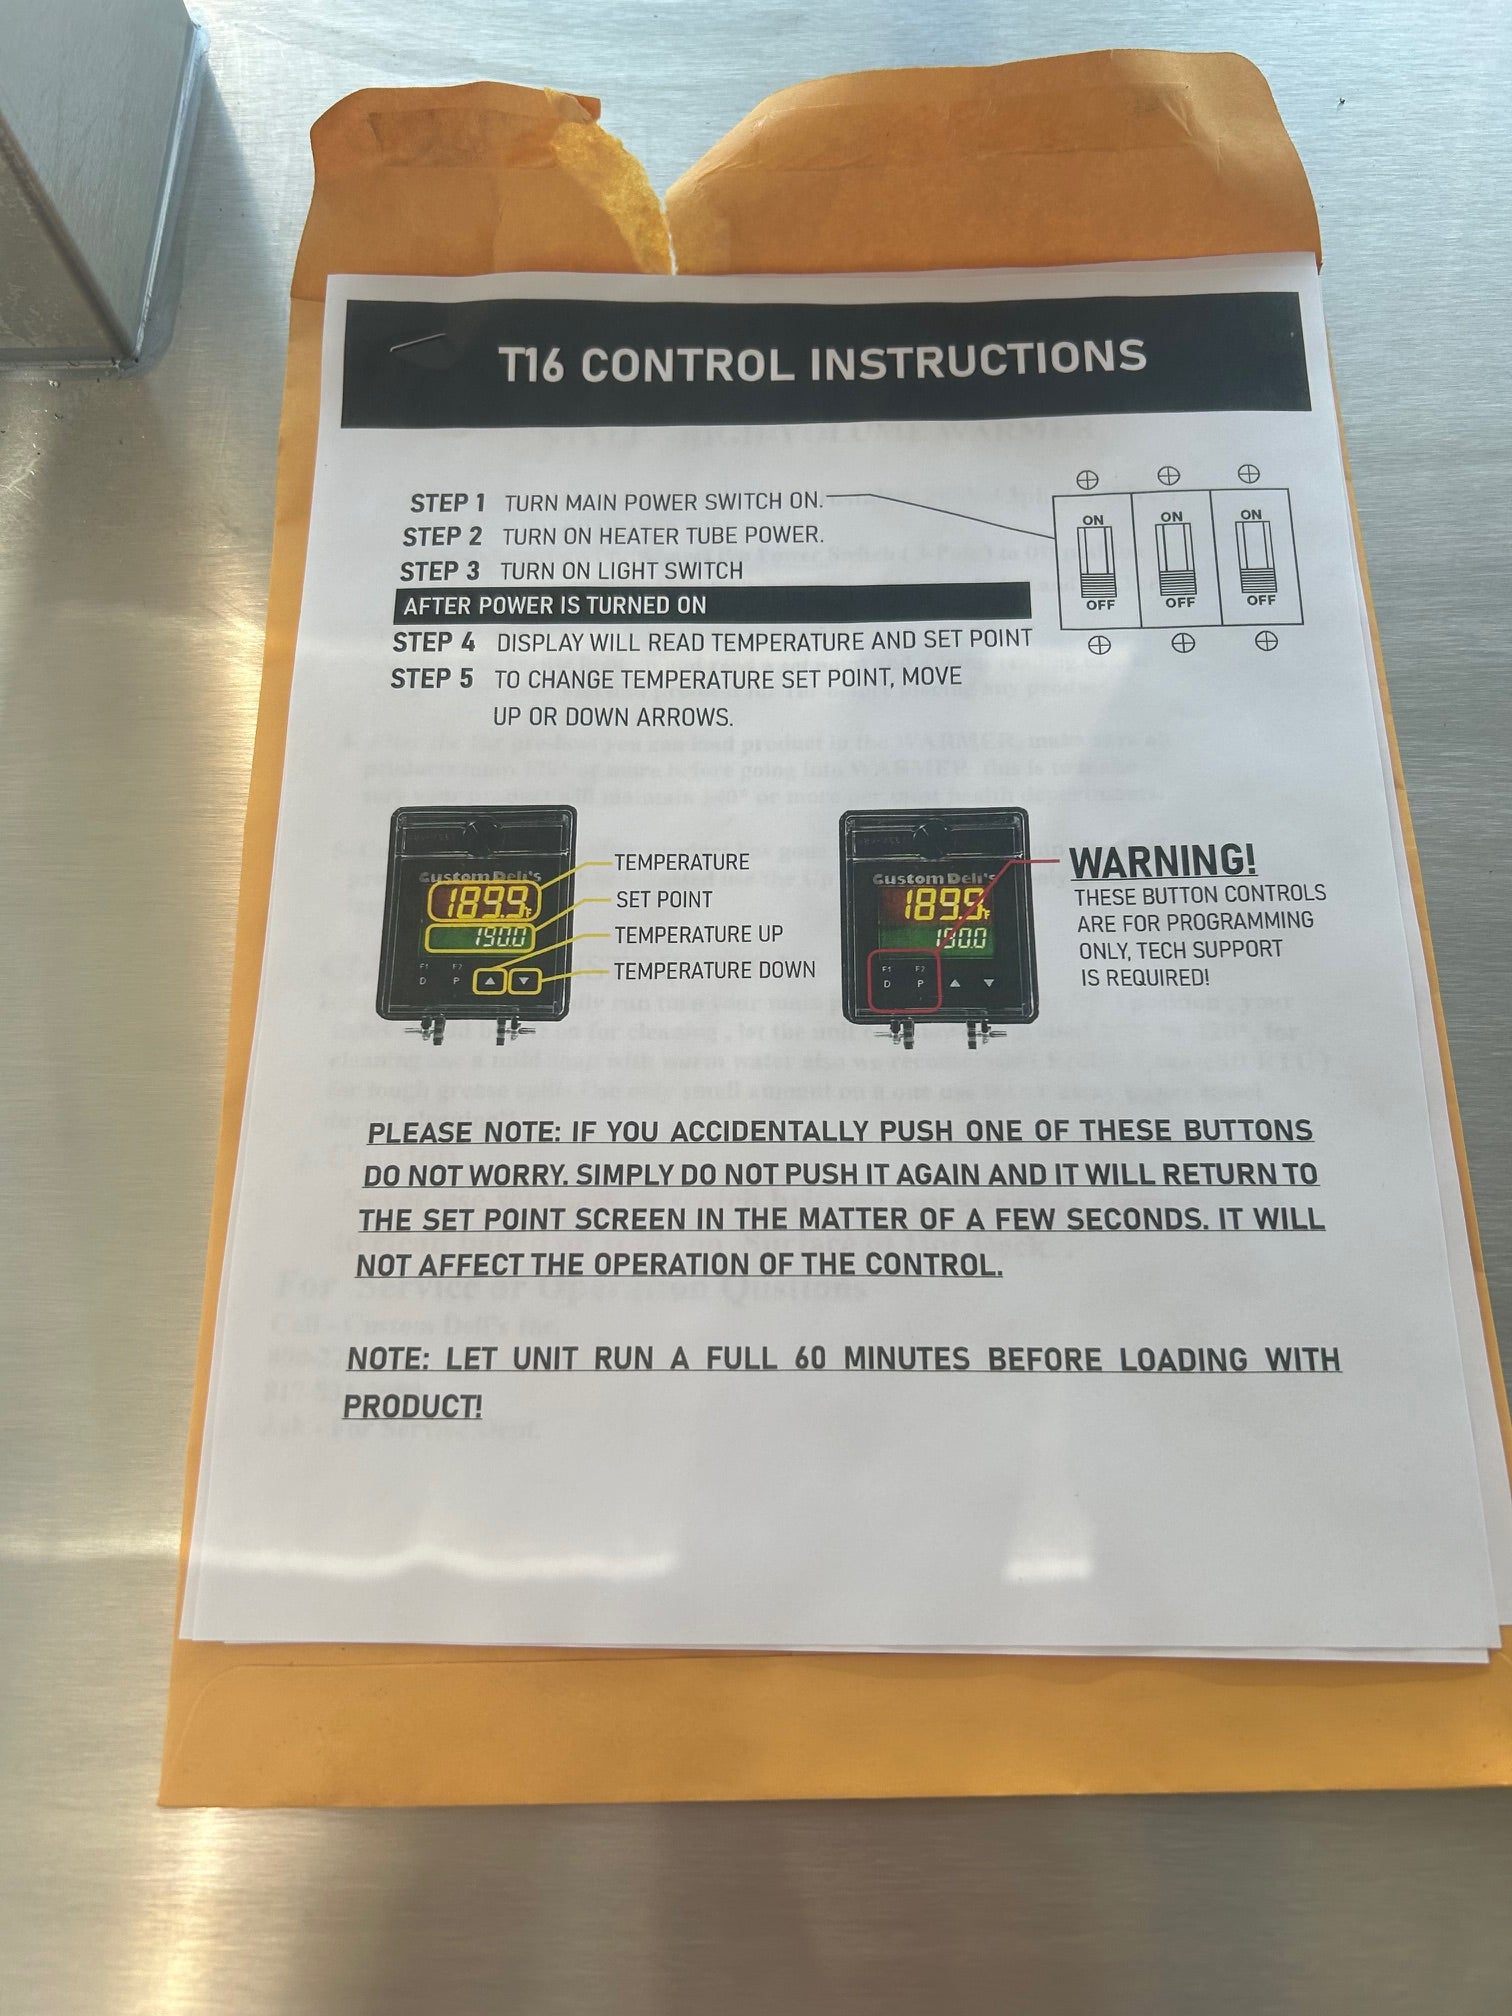 T16 CONTROL INSTRUCTIONS
STEP 1 TURN MAIN POWER SWITCH ON.
STEP 2 TURN ON HEATER TUBE POWER.
STEP 3 TURN ON LIGHT SWITCH
AFTER POWER IS TURNED ON
STEP 4 DISPLAY WILL READ TEMPERATURE AND SET POINT
STEP 5 TO CHANGE TEMPERATURE SET POINT, MOVE
UP OR DOWN ARROWS.
ON ON ON
OFF OFF OFF
Custom Deli's
189.9°F
190.0
F1 F2
D P ▲ ▼
TEMPERATURE
SET POINT
TEMPERATURE UP
TEMPERATURE DOWN
Custom Deli's
189.9°F
190.0
F1 F2
D P ▲ ▼
WARNING!
THESE BUTTON CONTROLS
ARE FOR PROGRAMMING
ONLY, TECH SUPPORT
IS REQUIRED!
PLEASE NOTE: IF YOU ACCIDENTALLY PUSH ONE OF THESE BUTTONS
DO NOT WORRY. SIMPLY DO NOT PUSH IT AGAIN AND IT WILL RETURN TO
THE SET POINT SCREEN IN THE MATTER OF A FEW SECONDS. IT WILL
NOT AFFECT THE OPERATION OF THE CONTROL.
NOTE: LET UNIT RUN A FULL 60 MINUTES BEFORE LOADING WITH
PRODUCT!